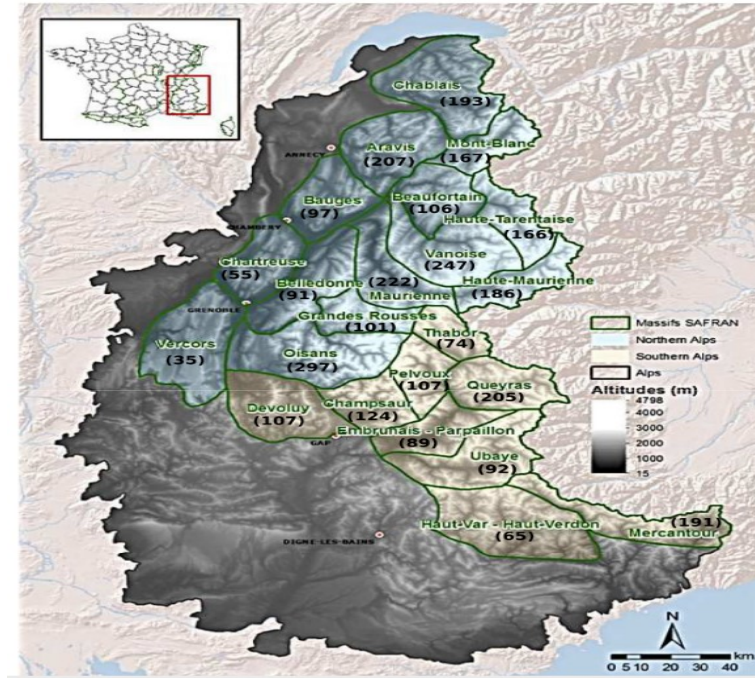 Chablais
(193)
Aravis
(207)
Mont-Blanc
(167)
ANNECY
Bauges
(97)
Beaufortain
(106)
Haute-Tarentaise
(166)
CHAMBERY
Vanoise
(247)
Chartreuse
(55)
Belledonne
(91)
(222)
Maurienne
Haute-Maurienne
(186)
GRENOBLE
Grandes Rousses
(101)
Thabor
(74)
Vercors
(35)
Oisans
(297)
Pelvoux
(107)
Queyras
(205)
Devoluy
(107)
Champsaur
(124)
GAP
Embrunais - Parpaillon
(89)
Ubaye
(92)
Haut-Var - Haut-Verdon
(65)
(191)
Mercantour
DIGNE-LES-BAINS
Massifs SAFRAN
Northern Alps
Southern Alps
Alps
Altitudes (m)
4798
4000
3000
2000
1000
15
N
0 5 10 20 30 40
km